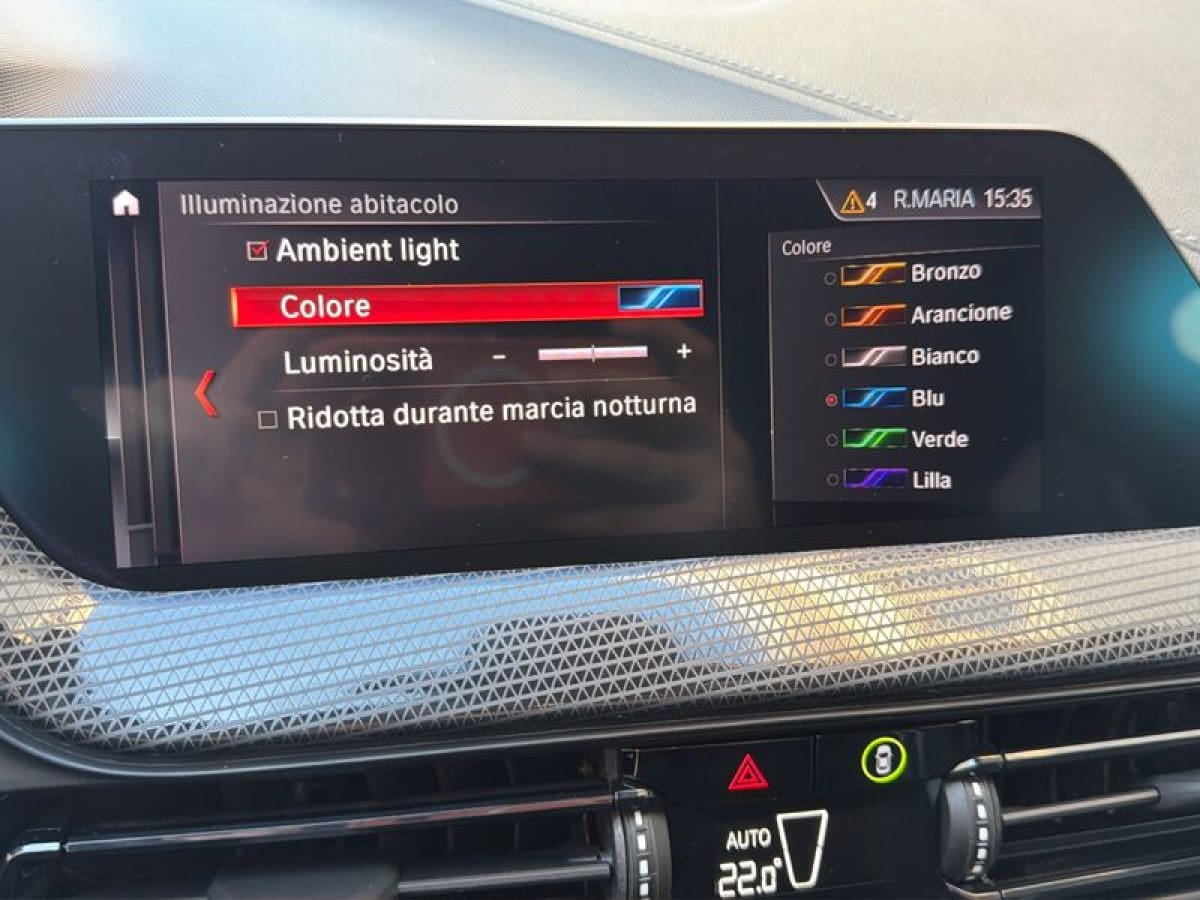 Illuminazione abitacolo
Ambient light
Colore
Luminosità - +
Ridotta durante marcia notturna
4 R.MARIA 15:35
Colore
Bronzo
Arancione
Bianco
Blu
Verde
Lilla
AUTO
22.0°